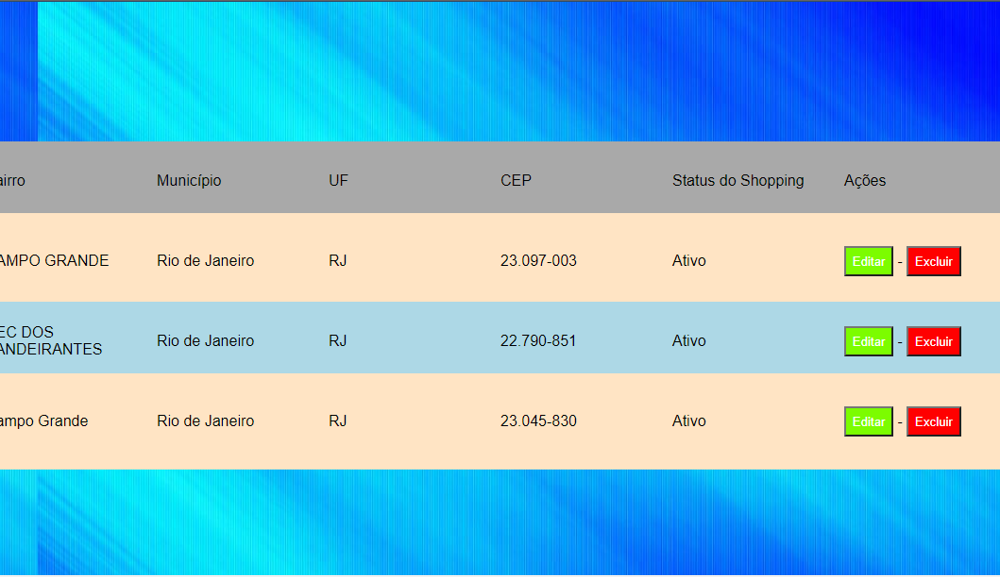 airro Município UF CEP Status do Shopping Ações
AMPO GRANDE Rio de Janeiro RJ 23.097-003 Ativo Editar - Excluir
EC DOS
ANDEIRANTES Rio de Janeiro RJ 22.790-851 Ativo Editar - Excluir
ampo Grande Rio de Janeiro RJ 23.045-830 Ativo Editar - Excluir